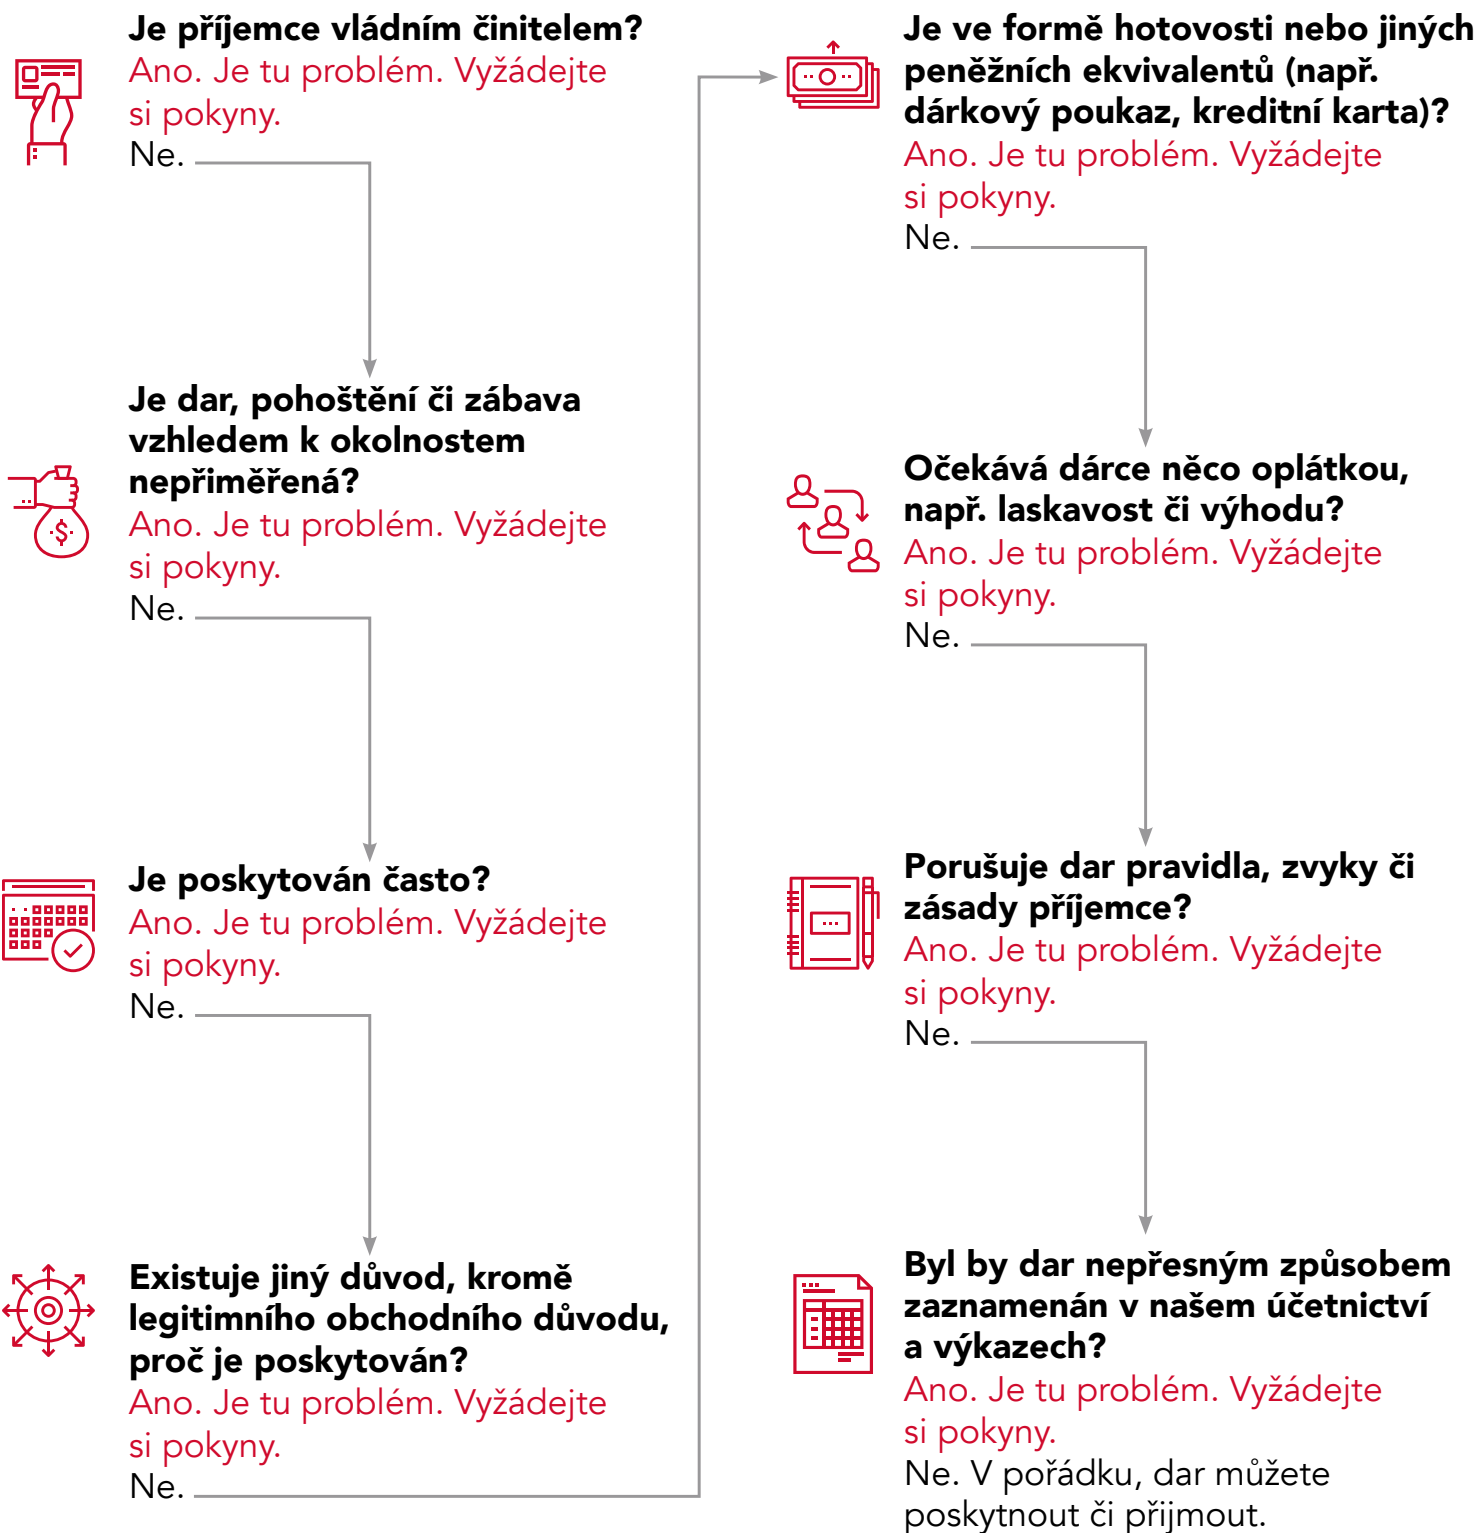 Je příjemce vládním činitelem?
Ano. Je tu problém. Vyžádejte
si pokyny.
Ne.
Je dar, pohoštění či zábava
vzhledem k okolnostem
nepřiměřená?
Ano. Je tu problém. Vyžádejte
si pokyny.
Ne.
Je poskytován často?
Ano. Je tu problém. Vyžádejte
si pokyny.
Ne.
Existuje jiný důvod, kromě
legitimního obchodního důvodu,
proč je poskytován?
Ano. Je tu problém. Vyžádejte
si pokyny.
Ne.
Je ve formě hotovosti nebo jiných
peněžních ekvivalentů (např.
dárkový poukaz, kreditní karta)?
Ano. Je tu problém. Vyžádejte
si pokyny.
Ne.
Očekává dárce něco oplátkou,
např. laskavost či výhodu?
Ano. Je tu problém. Vyžádejte
si pokyny.
Ne.
Porušuje dar pravidla, zvyky či
zásady příjemce?
Ano. Je tu problém. Vyžádejte
si pokyny.
Ne.
Byl by dar nepřesným způsobem
zaznamenán v našem účetnictví
a výkazech?
Ano. Je tu problém. Vyžádejte
si pokyny.
Ne. V pořádku, dar můžete
poskytnout či přijmout.